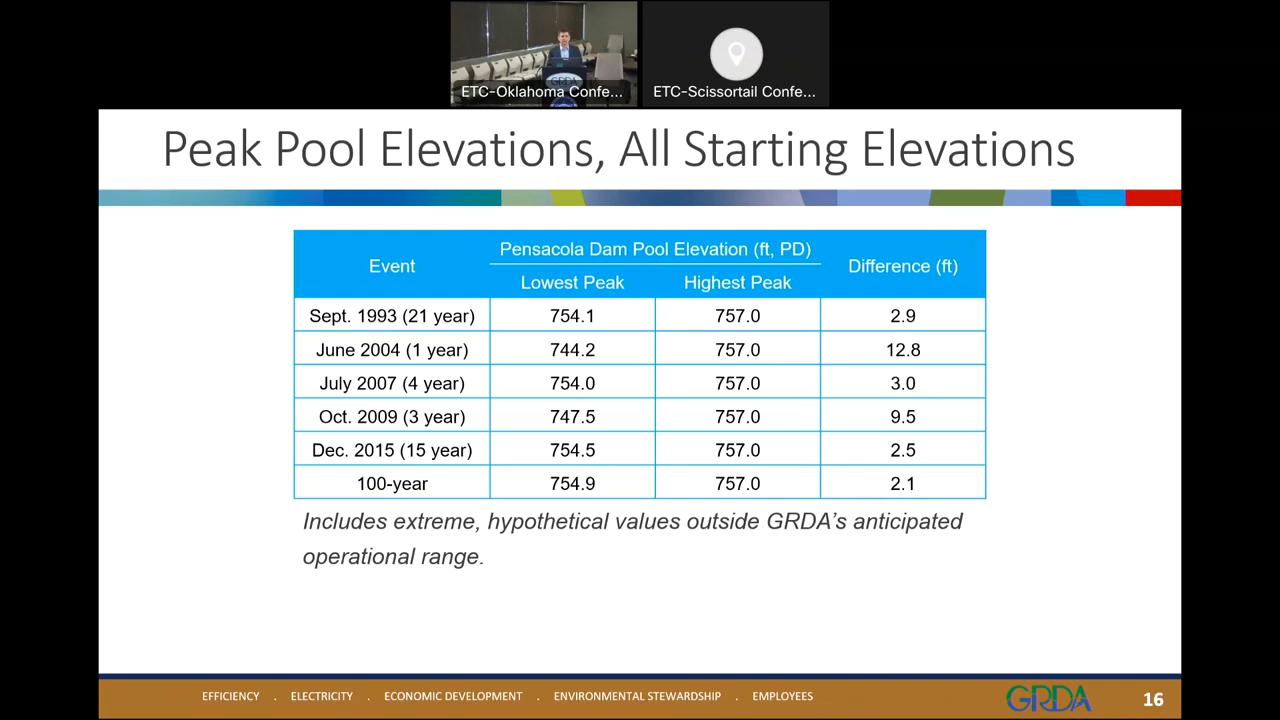 GRDA
ETC-Oklahoma Confe...
ETC-Scissortail Confe...
Peak Pool Elevations, All Starting Elevations
Event
Pensacola Dam Pool Elevation (ft, PD)
Difference (ft)
Lowest Peak
Highest Peak
Sept. 1993 (21 year) 754.1 757.0 2.9
June 2004 (1 year) 744.2 757.0 12.8
July 2007 (4 year) 754.0 757.0 3.0
Oct. 2009 (3 year) 747.5 757.0 9.5
Dec. 2015 (15 year) 754.5 757.0 2.5
100-year 754.9 757.0 2.1
Includes extreme, hypothetical values outside GRDA's anticipated
operational range.
EFFICIENCY . ELECTRICITY . ECONOMIC DEVELOPMENT . ENVIRONMENTAL STEWARDSHIP . EMPLOYEES
GRDA
16